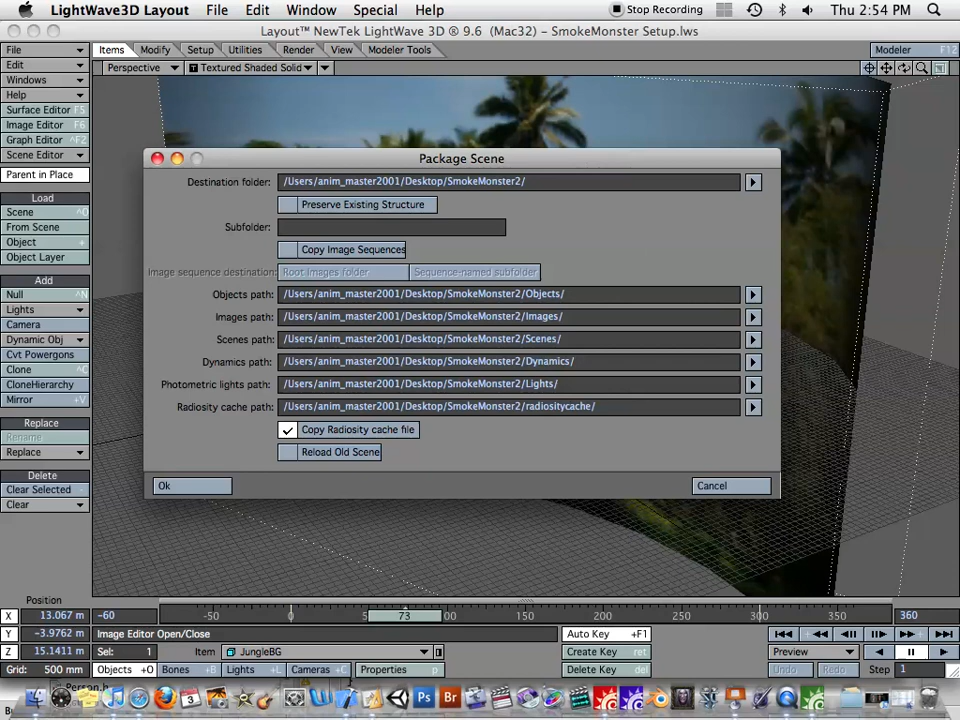 LightWave3D Layout File Edit Window Special Help Stop Recording Thu 2:54 PM
Layout™ NewTek LightWave 3D ® 9.6 (Mac32) - SmokeMonster Setup.lws
File Items Modify Setup Utilities Render View Modeler Tools Modeler F12
Edit Perspective Textured Shaded Solid
Windows
Help
Surface Editor F5
Image Editor F6
Graph Editor ^F2
Scene Editor
Parent in Place
Load
Scene ^O
From Scene
Object +
Object Layer
Add
Null ^N
Lights
Camera
Dynamic Obj
Cvt Powergons
Clone ^C
CloneHierarchy
Mirror +V
Replace
Rename
Replace
Delete
Clear Selected -
Clear
Package Scene
Destination folder: /Users/anim_master2001/Desktop/SmokeMonster2/
Preserve Existing Structure
Subfolder:
Copy Image Sequences
Image sequence destination: Root Images folder Sequence-named subfolder
Objects path: /Users/anim_master2001/Desktop/SmokeMonster2/Objects/
Images path: /Users/anim_master2001/Desktop/SmokeMonster2/Images/
Scenes path: /Users/anim_master2001/Desktop/SmokeMonster2/Scenes/
Dynamics path: /Users/anim_master2001/Desktop/SmokeMonster2/Dynamics/
Photometric lights path: /Users/anim_master2001/Desktop/SmokeMonster2/Lights/
Radiosity cache path: /Users/anim_master2001/Desktop/SmokeMonster2/radiositycache/
Copy Radiosity cache file
Reload Old Scene
Ok Cancel
Position
X 13.067 m -60 -50 0 50 73 00 150 200 250 300 350 360
Y -3.9762 m Image Editor Open/Close Auto Key +F1
Z 15.1411 m Sel: 1 Item JungleBG Create Key ret Preview
Grid: 500 mm Objects +O Bones +B Lights +L Cameras +C Properties Delete Key del Undo Redo Step 1